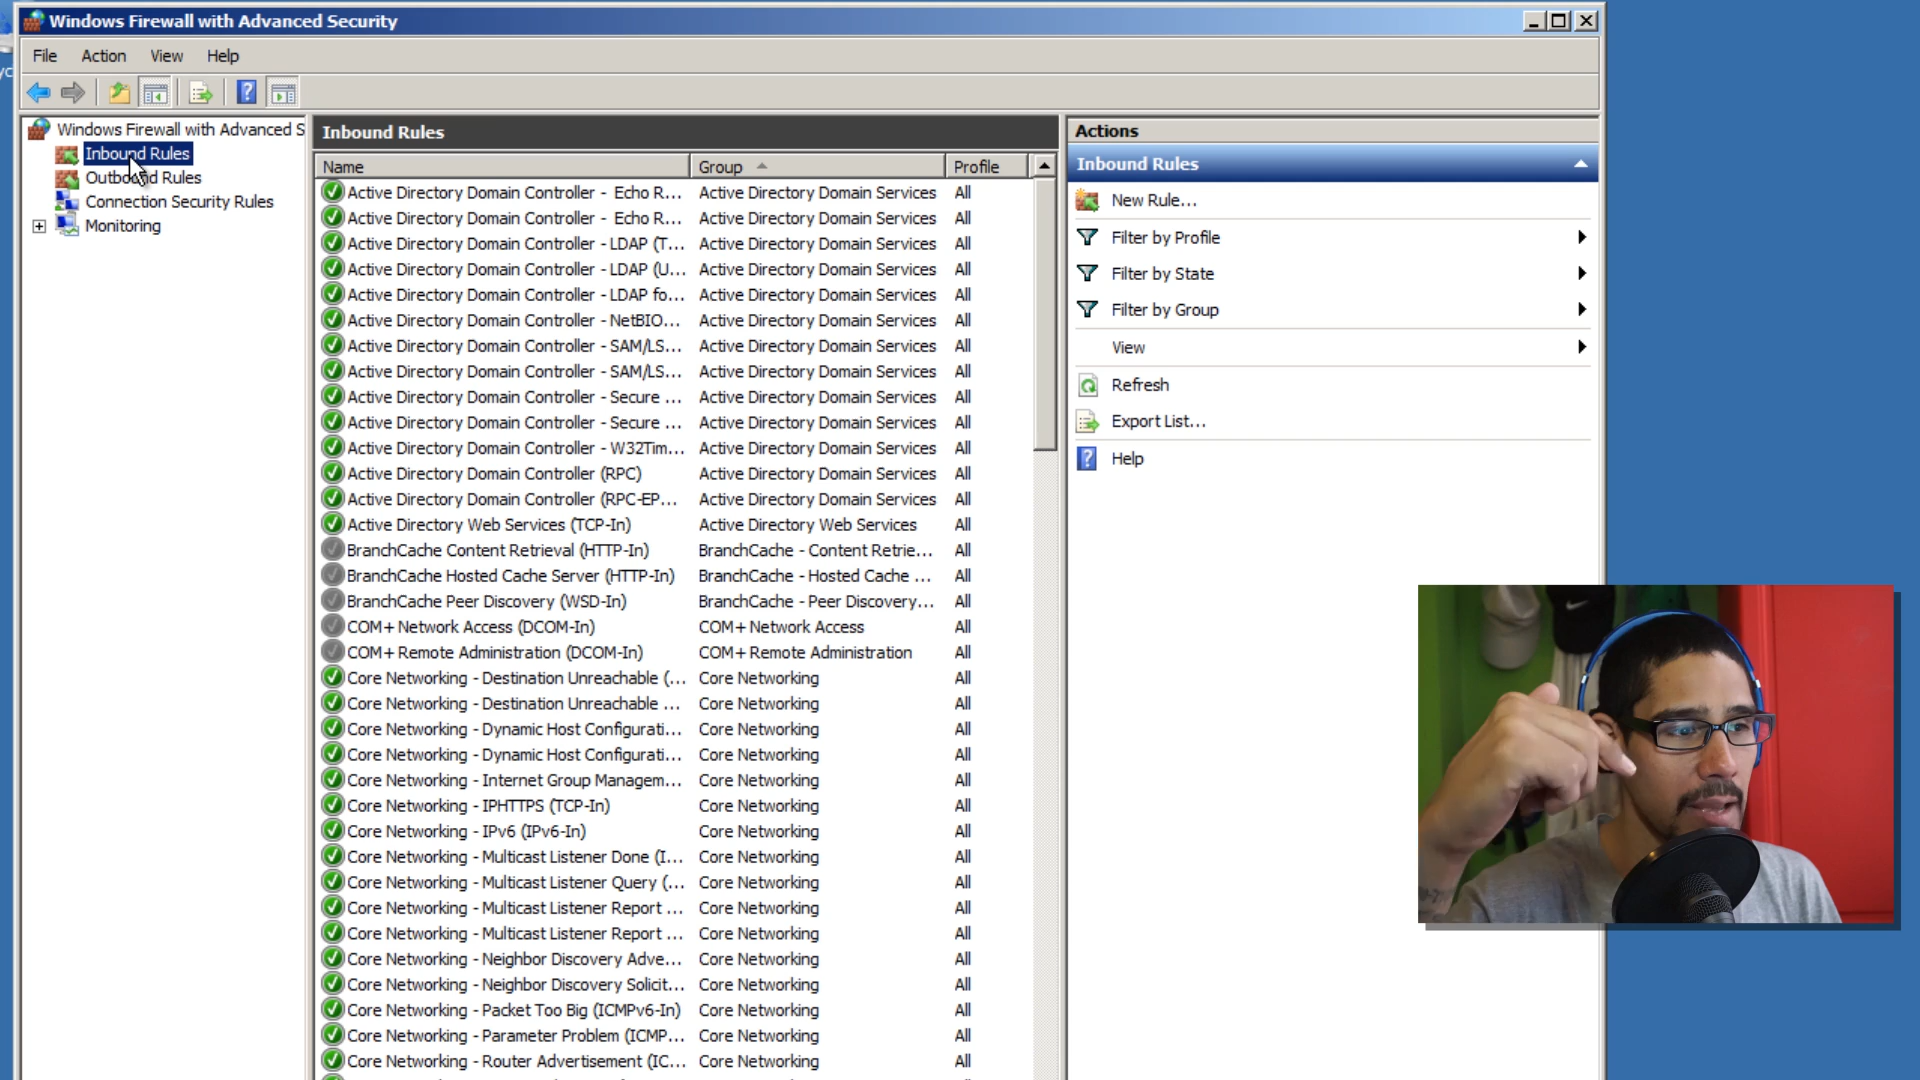 yc
Windows Firewall with Advanced Security
File Action View Help
Windows Firewall with Advanced S
Inbound Rules
Outbound Rules
Connection Security Rules
Monitoring
Inbound Rules
Name Group Profile
Active Directory Domain Controller - Echo R... Active Directory Domain Services All
Active Directory Domain Controller - Echo R... Active Directory Domain Services All
Active Directory Domain Controller - LDAP (T... Active Directory Domain Services All
Active Directory Domain Controller - LDAP (U... Active Directory Domain Services All
Active Directory Domain Controller - LDAP fo... Active Directory Domain Services All
Active Directory Domain Controller - NetBIO... Active Directory Domain Services All
Active Directory Domain Controller - SAM/LS... Active Directory Domain Services All
Active Directory Domain Controller - SAM/LS... Active Directory Domain Services All
Active Directory Domain Controller - Secure ... Active Directory Domain Services All
Active Directory Domain Controller - Secure ... Active Directory Domain Services All
Active Directory Domain Controller - W32Tim... Active Directory Domain Services All
Active Directory Domain Controller (RPC) Active Directory Domain Services All
Active Directory Domain Controller (RPC-EP... Active Directory Domain Services All
Active Directory Web Services (TCP-In) Active Directory Web Services All
BranchCache Content Retrieval (HTTP-In) BranchCache - Content Retrie... All
BranchCache Hosted Cache Server (HTTP-In) BranchCache - Hosted Cache ... All
BranchCache Peer Discovery (WSD-In) BranchCache - Peer Discovery... All
COM+ Network Access (DCOM-In) COM+ Network Access All
COM+ Remote Administration (DCOM-In) COM+ Remote Administration All
Core Networking - Destination Unreachable (... Core Networking All
Core Networking - Destination Unreachable ... Core Networking All
Core Networking - Dynamic Host Configurati... Core Networking All
Core Networking - Dynamic Host Configurati... Core Networking All
Core Networking - Internet Group Managem... Core Networking All
Core Networking - IPHTTPS (TCP-In) Core Networking All
Core Networking - IPv6 (IPv6-In) Core Networking All
Core Networking - Multicast Listener Done (I... Core Networking All
Core Networking - Multicast Listener Query (... Core Networking All
Core Networking - Multicast Listener Report ... Core Networking All
Core Networking - Multicast Listener Report ... Core Networking All
Core Networking - Neighbor Discovery Adve... Core Networking All
Core Networking - Neighbor Discovery Solicit... Core Networking All
Core Networking - Packet Too Big (ICMPv6-In) Core Networking All
Core Networking - Parameter Problem (ICMP... Core Networking All
Core Networking - Router Advertisement (IC... Core Networking All
Actions
Inbound Rules
New Rule...
Filter by Profile
Filter by State
Filter by Group
View
Refresh
Export List...
Help